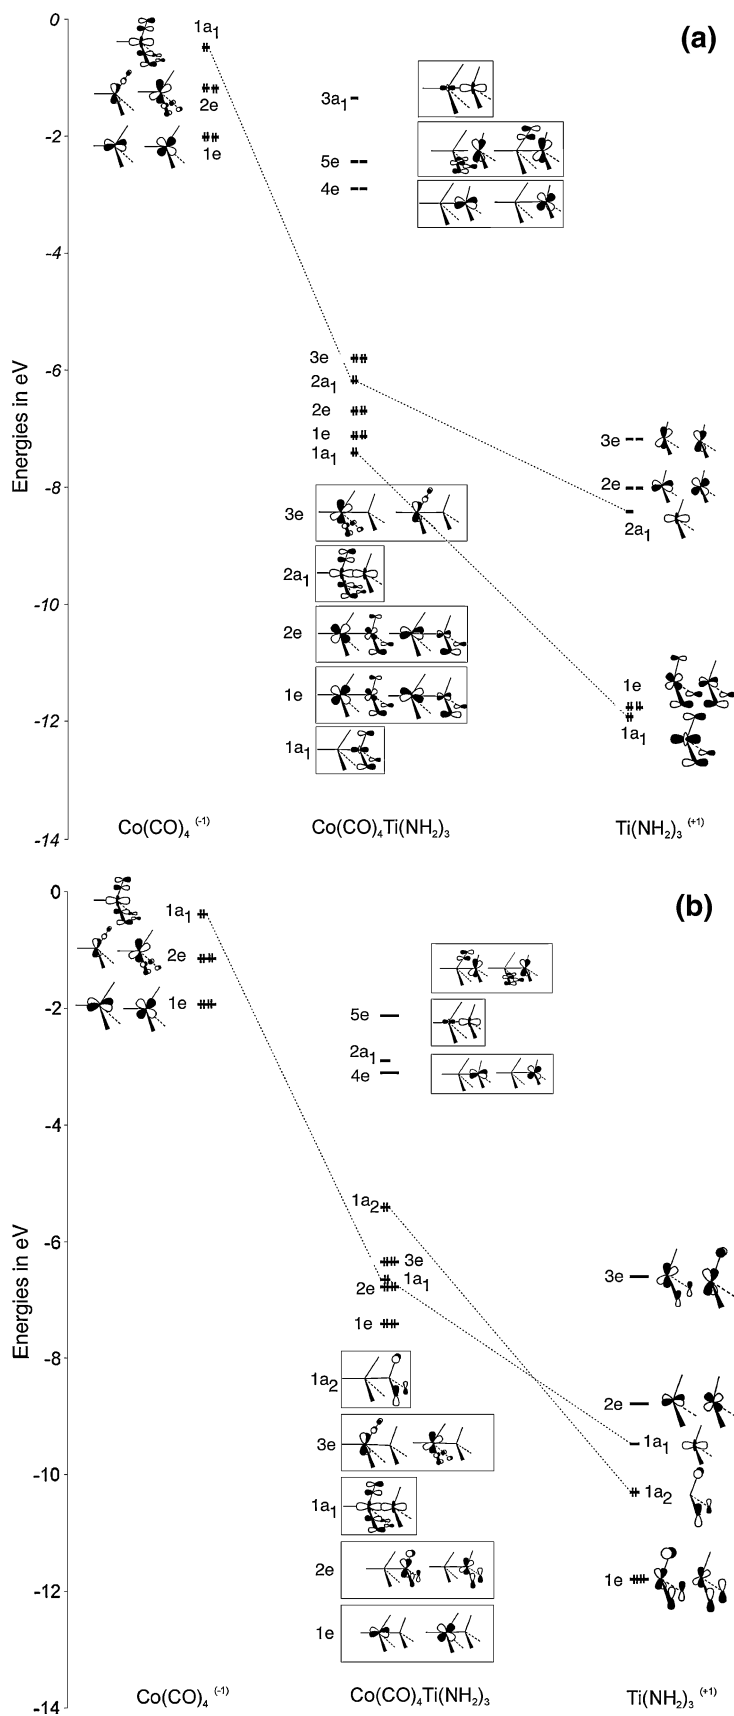 (a)
Energies in eV
0
-2
-4
-6
-8
-10
-12
-14
1a₁
2e
1e
3a₁
5e
4e
3e
2a₁
2e
1e
1a₁
3e
2a₁
2e
1e
1a₁
3e
2e
2a₁
1e
1a₁
Co(CO)₄ (-1)
Co(CO)₄Ti(NH₂)₃
Ti(NH₂)₃ (+1)
(b)
Energies in eV
0
-2
-4
-6
-8
-10
-12
-14
1a₁
2e
1e
5e
2a₁
4e
1a₂
3e
1a₁
2e
1e
1a₂
3e
1a₁
2e
1e
3e
2e
1a₁
1a₂
1e
Co(CO)₄ (-1)
Co(CO)₄Ti(NH₂)₃
Ti(NH₂)₃ (+1)